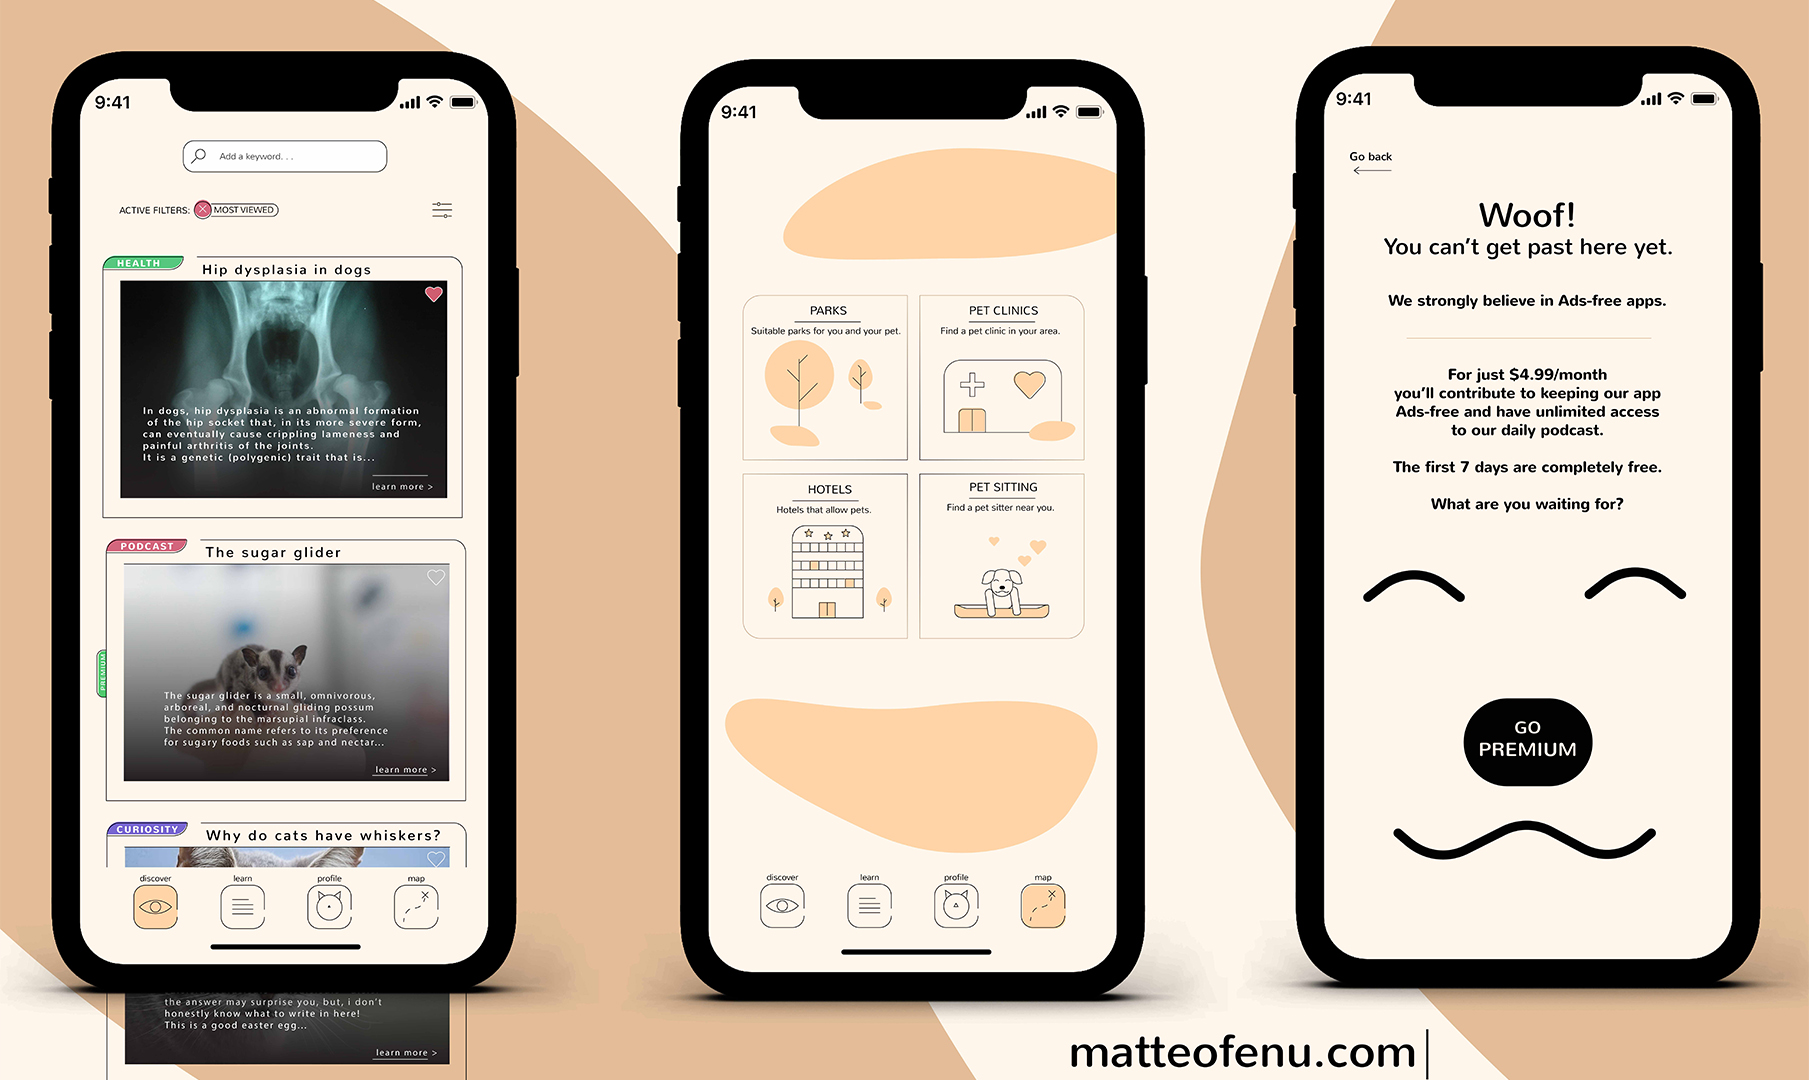 9:41
Add a keyword. . .
ACTIVE FILTERS: MOST VIEWED
HEALTH
Hip dysplasia in dogs
In dogs, hip dysplasia is an abnormal formation
of the hip socket that, in its more severe form,
can eventually cause crippling lameness and
painful arthritis of the joints.
It is a genetic (polygenic) trait that is...
learn more >
PODCAST
The sugar glider
PREMIUM
The sugar glider is a small, omnivorous,
arboreal, and nocturnal gliding possum
belonging to the marsupial infraclass.
The common name refers to its preference
for sugary foods such as sap and nectar...
learn more >
CURIOSITY
Why do cats have whiskers?
discover
learn
profile
map
the answer may surprise you, but, i don't
honestly know what to write in here!
This is a good easter egg...
learn more >
9:41
PARKS
Suitable parks for you and your pet.
PET CLINICS
Find a pet clinic in your area.
HOTELS
Hotels that allow pets.
PET SITTING
Find a pet sitter near you.
discover
learn
profile
map
9:41
Go back
Woof!
You can't get past here yet.
We strongly believe in Ads-free apps.
For just $4.99/month
you'll contribute to keeping our app
Ads-free and have unlimited access
to our daily podcast.
The first 7 days are completely free.
What are you waiting for?
GO
PREMIUM
matteofenu.com